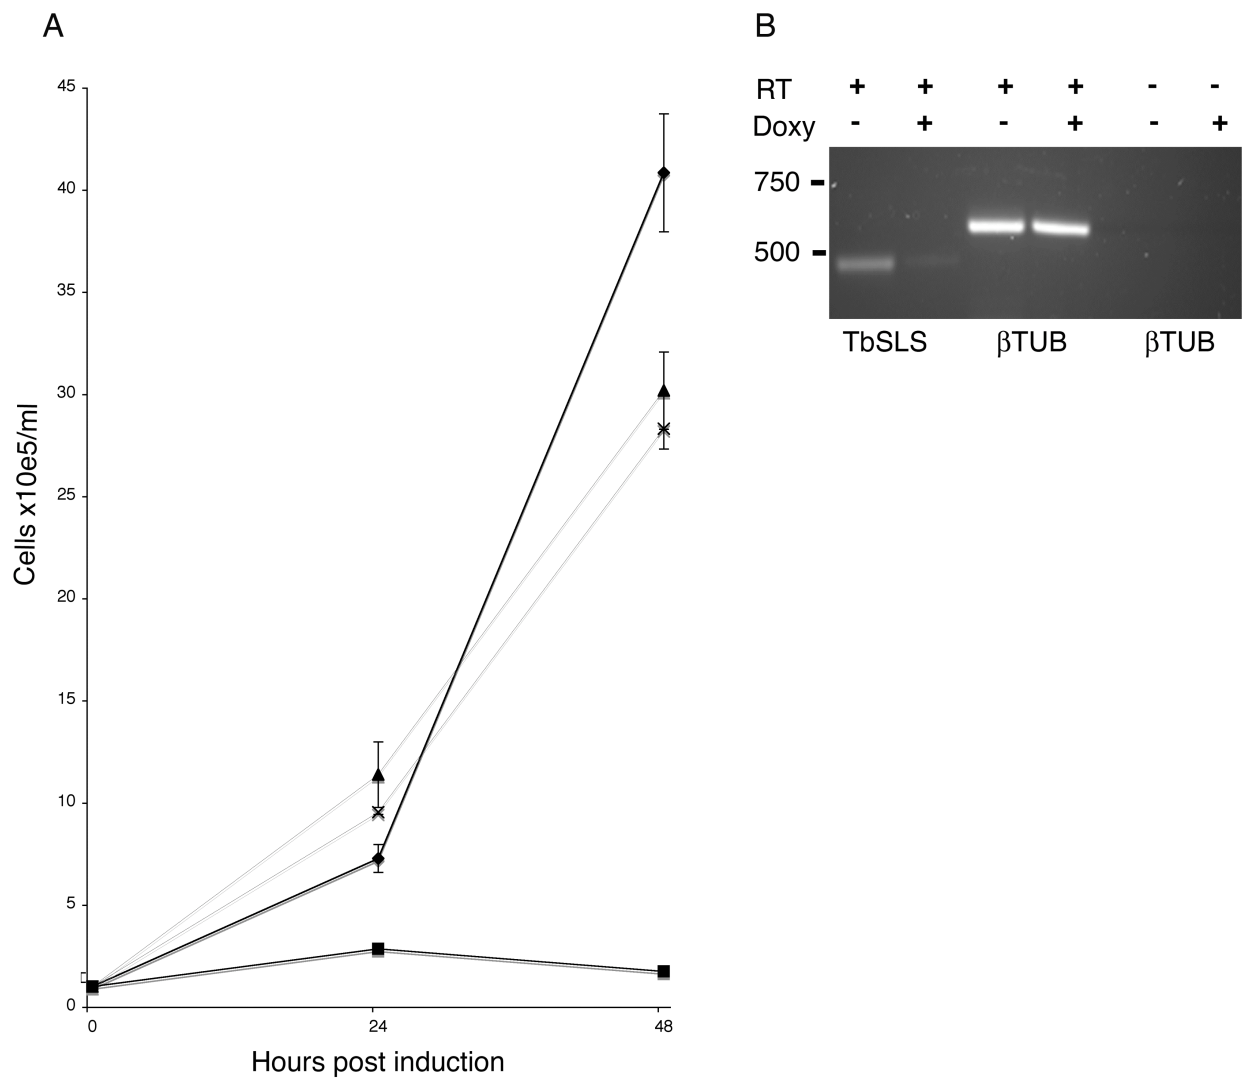 A
45
40
35
30
25
20
15
10
5
0
Cells x10e5/ml
0 24 48
Hours post induction
B
RT + + + + - -
Doxy - + - + - +
750
500
TbSLS βTUB βTUB